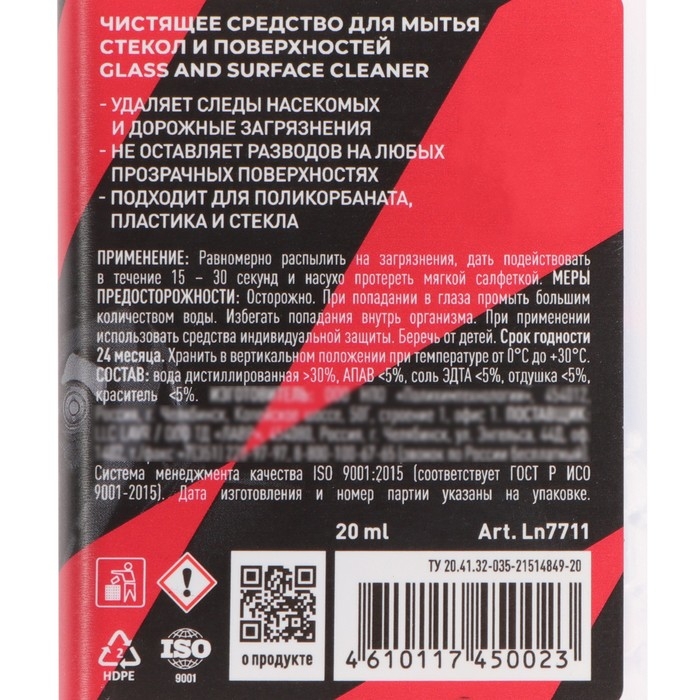 ЧИСТЯЩЕЕ СРЕДСТВО ДЛЯ МЫТЬЯ
СТЕКОЛ И ПОВЕРХНОСТЕЙ
GLASS AND SURFACE CLEANER
- УДАЛЯЕТ СЛЕДЫ НАСЕКОМЫХ
И ДОРОЖНЫЕ ЗАГРЯЗНЕНИЯ
- НЕ ОСТАВЛЯЕТ РАЗВОДОВ НА ЛЮБЫХ
ПРОЗРАЧНЫХ ПОВЕРХНОСТЯХ
- ПОДХОДИТ ДЛЯ ПОЛИКОРБАНАТА,
ПЛАСТИКА И СТЕКЛА
ПРИМЕНЕНИЕ: Равномерно распылить на загрязнения, дать подействовать
в течение 15 – 30 секунд и насухо протереть мягкой салфеткой. МЕРЫ
ПРЕДОСТОРОЖНОСТИ: Осторожно. При попадании в глаза промыть большим
количеством воды. Избегать попадания внутрь организма. При применении
использовать средства индивидуальной защиты. Беречь от детей. Срок годности
24 месяца. Хранить в вертикальном положении при температуре от 0°С до +30°С.
СОСТАВ: вода дистиллированная >30%, АПАВ <5%, соль ЭДТА <5%, отдушка <5%,
краситель <5%.
Система менеджмента качества ISO 9001:2015 (соответствует ГОСТ Р ИСО
9001-2015). Дата изготовления и номер партии указаны на упаковке.
20 ml Art. Ln7711
ТУ 20.41.32-035-21514849-20
2
HDPE
ISO
9001
о продукте
4 610117 450023